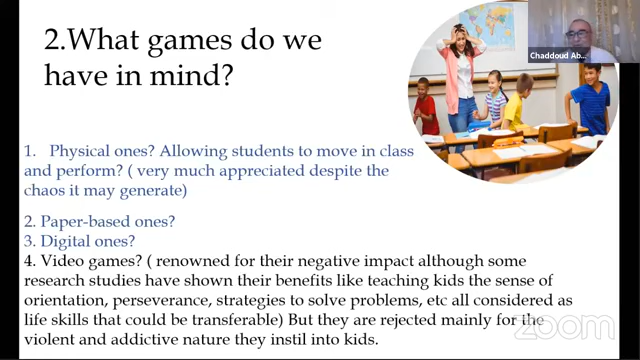 2.What games do we
have in mind?
Chaddoud Ab...
1. Physical ones? Allowing students to move in class
and perform? ( very much appreciated despite the
chaos it may generate)
2. Paper-based ones?
3. Digital ones?
4. Video games? ( renowned for their negative impact although some
research studies have shown their benefits like teaching kids the sense of
orientation, perseverance, strategies to solve problems, etc all considered as
life skills that could be transferable) But they are rejected mainly for the
violent and addictive nature they instil into kids.
zoom